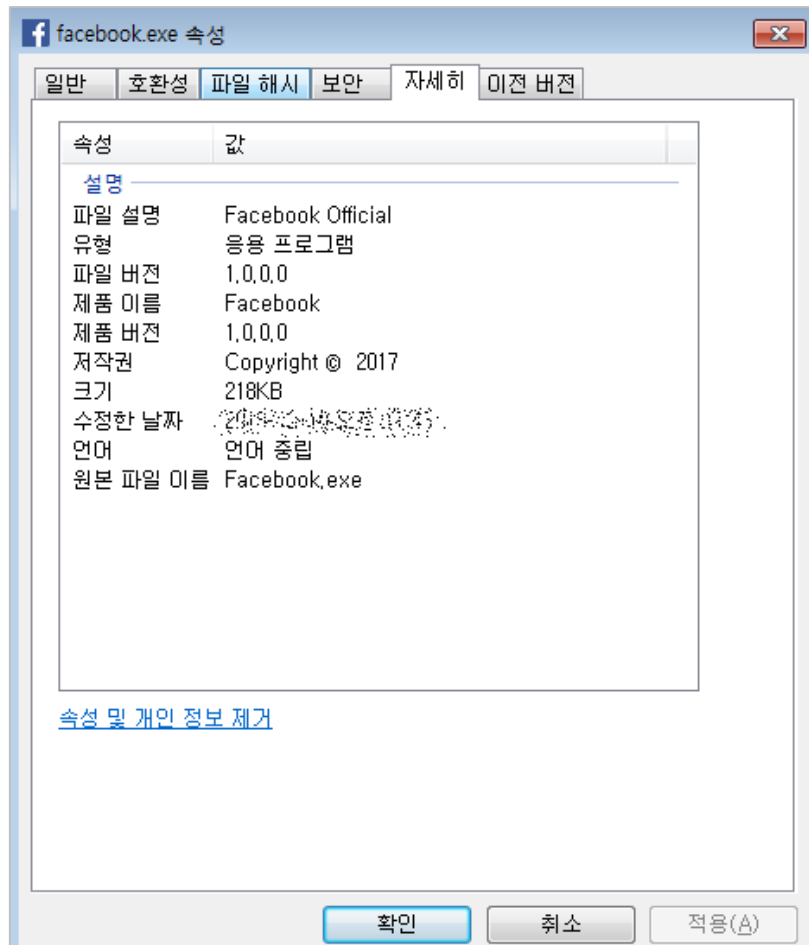 facebook.exe 속성
일반 호환성 파일 해시 보안 자세히 이전 버전
속성 값
설명
파일 설명 Facebook Official
유형 응용 프로그램
파일 버전 1.0.0.0
제품 이름 Facebook
제품 버전 1.0.0.0
저작권 Copyright © 2017
크기 218KB
수정한 날짜
언어 언어 중립
원본 파일 이름 Facebook.exe
속성 및 개인 정보 제거
확인 취소 적용(A)